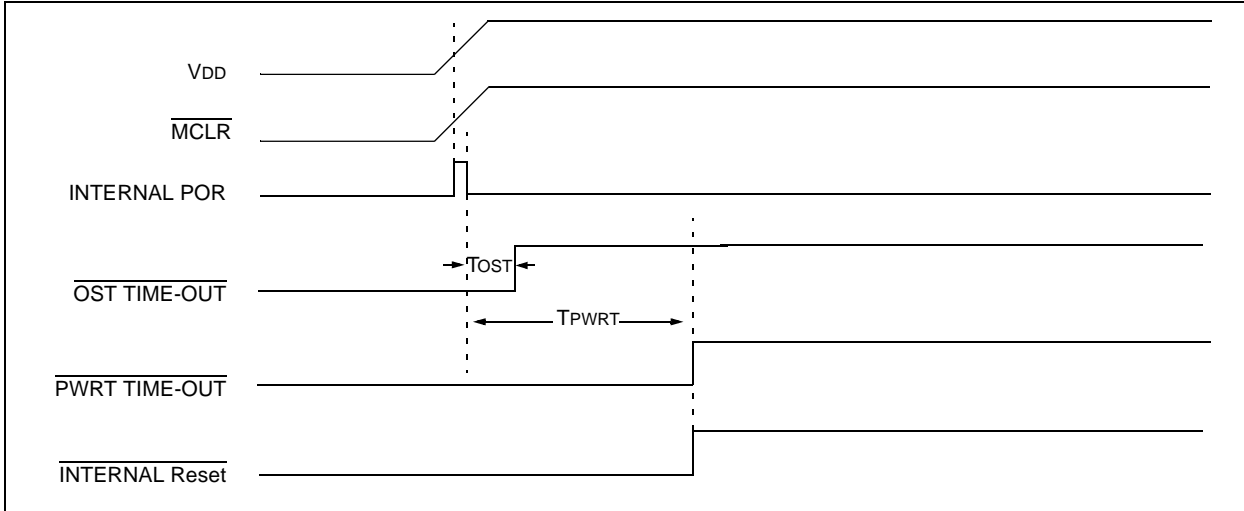 VDD
MCLR
INTERNAL POR
TOST
OST TIME-OUT
TPWRT
PWRT TIME-OUT
INTERNAL Reset